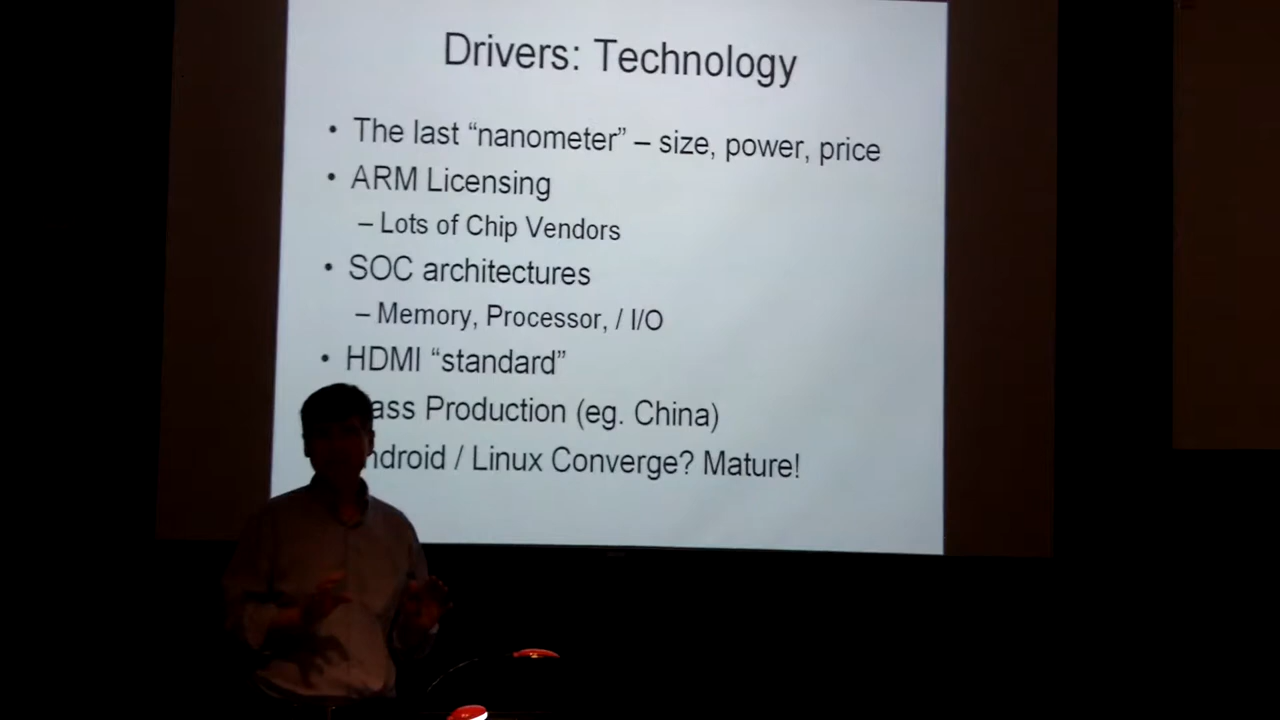 Drivers: Technology
• The last “nanometer” – size, power, price
• ARM Licensing
– Lots of Chip Vendors
• SOC architectures
– Memory, Processor, / I/O
• HDMI “standard”
ass Production (eg. China)
ndroid / Linux Converge? Mature!